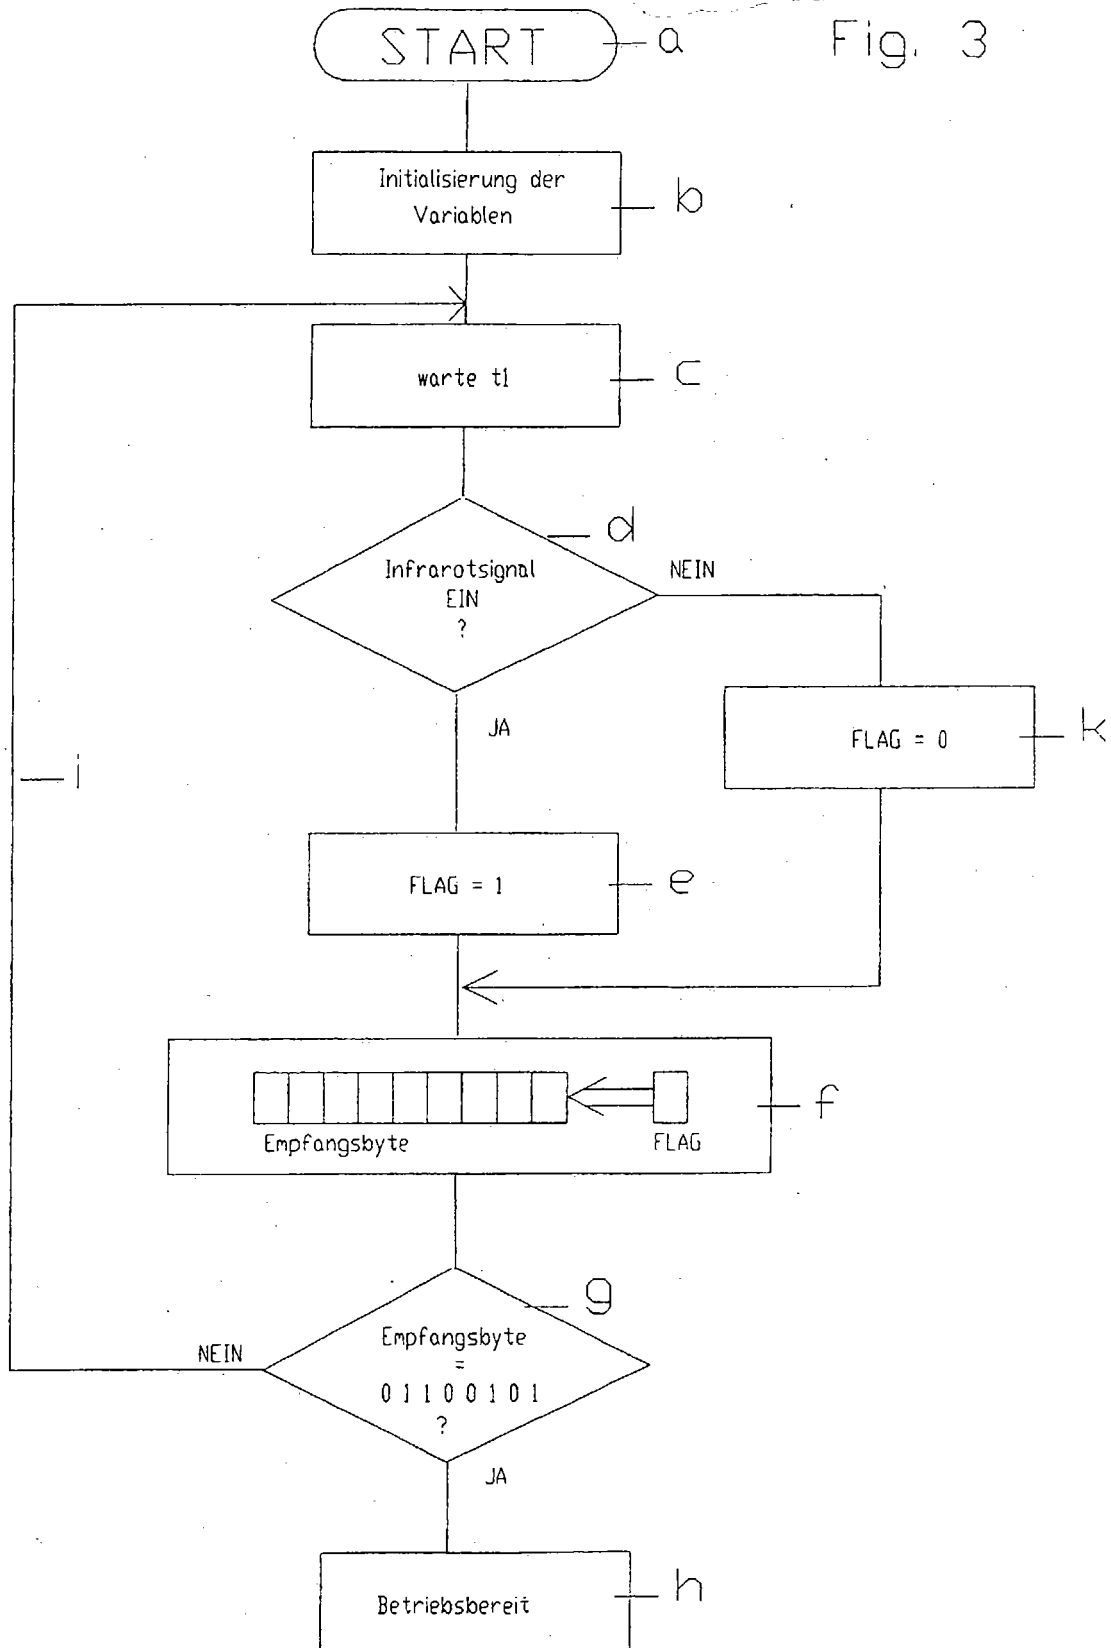 START
a
Fig. 3
Initialisierung der
Variablen
b
warte t1
c
d
Infrarotsignal
EIN
?
NEIN
JA
FLAG = 0
k
i
FLAG = 1
e
Empfangsbyte
FLAG
f
g
Empfangsbyte
=
0 1 1 0 0 1 0 1
?
NEIN
JA
Betriebsbereit
h